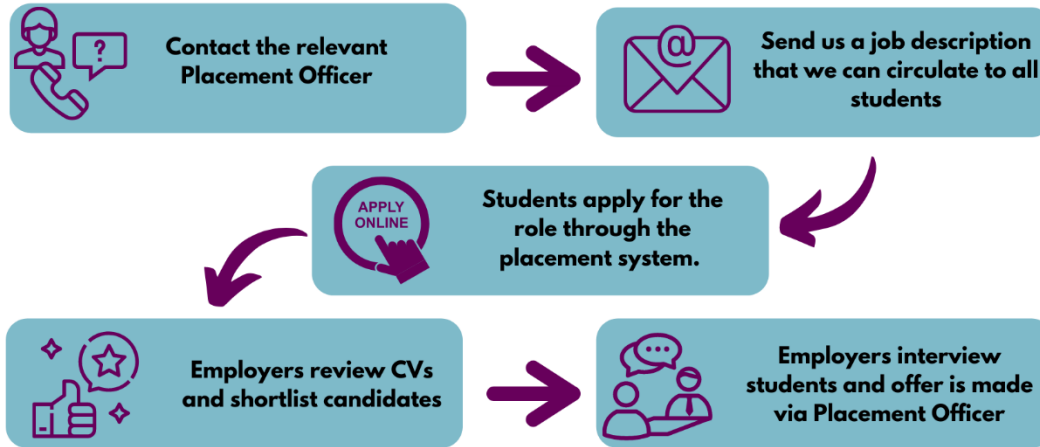 Contact the relevant
Placement Officer
Send us a job description
that we can circulate to all
students
APPLY
ONLINE
Students apply for the
role through the
placement system.
Employers review CVs
and shortlist candidates
Employers interview
students and offer is made
via Placement Officer